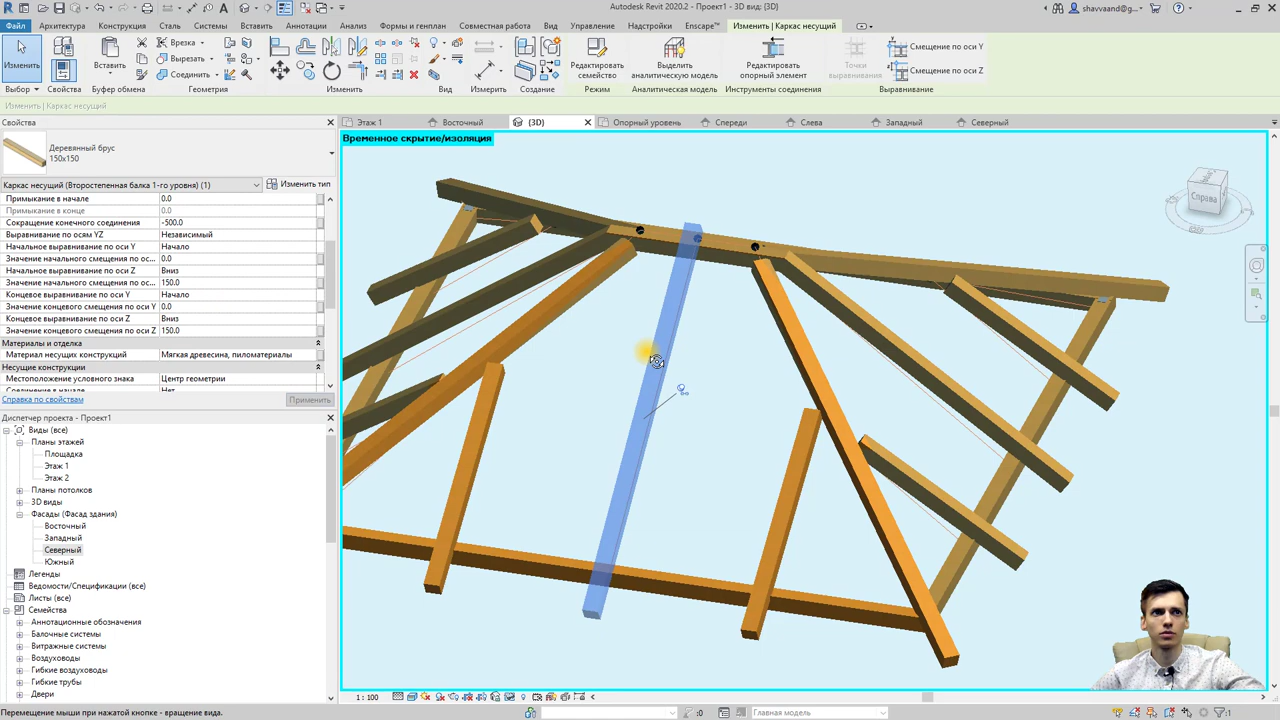 Autodesk Revit 2020.2 - Проект1 - 3D вид: {3D}
shavvaand@g...
Файл Архитектура Конструкция Сталь Системы Вставить Аннотации Анализ Формы и генплан Совместная работа Вид Управление Надстройки Enscape™ Изменить | Каркас несущий
Изменить
Вставить
Врезка
Вырезать
Соединить
Редактировать семейство
Выделить аналитическую модель
Редактировать опорный элемент
Точки выравнивания
Смещение по оси Y
Смещение по оси Z
Выбор Свойства Буфер обмена Геометрия Изменить Вид Измерить Создание Режим Аналитическая модель Инструменты соединения Выравнивание
Изменить | Каркас несущий
Свойства
Этаж 1 Восточный {3D} Опорный уровень Спереди Слева Западный Северный
Временное скрытие/изоляция
Деревянный брус
150x150
Каркас несущий (Второстепенная балка 1-го уровня) (1)
Изменить тип
Примыкание в начале 0.0
Примыкание в конце 0.0
Сокращение конечного соединения -500.0
Выравнивание по осям YZ Независимый
Начальное выравнивание по оси Y Начало
Значение начального смещения по оси Y 0.0
Начальное выравнивание по оси Z Вниз
Значение начального смещения по оси Z 150.0
Концевое выравнивание по оси Y Начало
Значение концевого смещения по оси Y 0.0
Концевое выравнивание по оси Z Вниз
Значение концевого смещения по оси Z 150.0
Материалы и отделка
Материал несущих конструкций Мягкая древесина, пиломатериалы
Несущие конструкции
Местоположение условного знака Центр геометрии
Справка по свойствам
Применить
Диспетчер проекта - Проект1
Виды (все)
Планы этажей
Площадка
Этаж 1
Этаж 2
Планы потолков
3D виды
Фасады (Фасад здания)
Восточный
Западный
Северный
Южный
Легенды
Ведомости/Спецификации (все)
Листы (все)
Семейства
Аннотационные обозначения
Балочные системы
Витражные системы
Воздуховоды
Гибкие воздуховоды
Гибкие трубы
Двери
Справа
1 : 100
Перемещение мыши при нажатой кнопке - вращение вида.
:0
Главная модель
:1